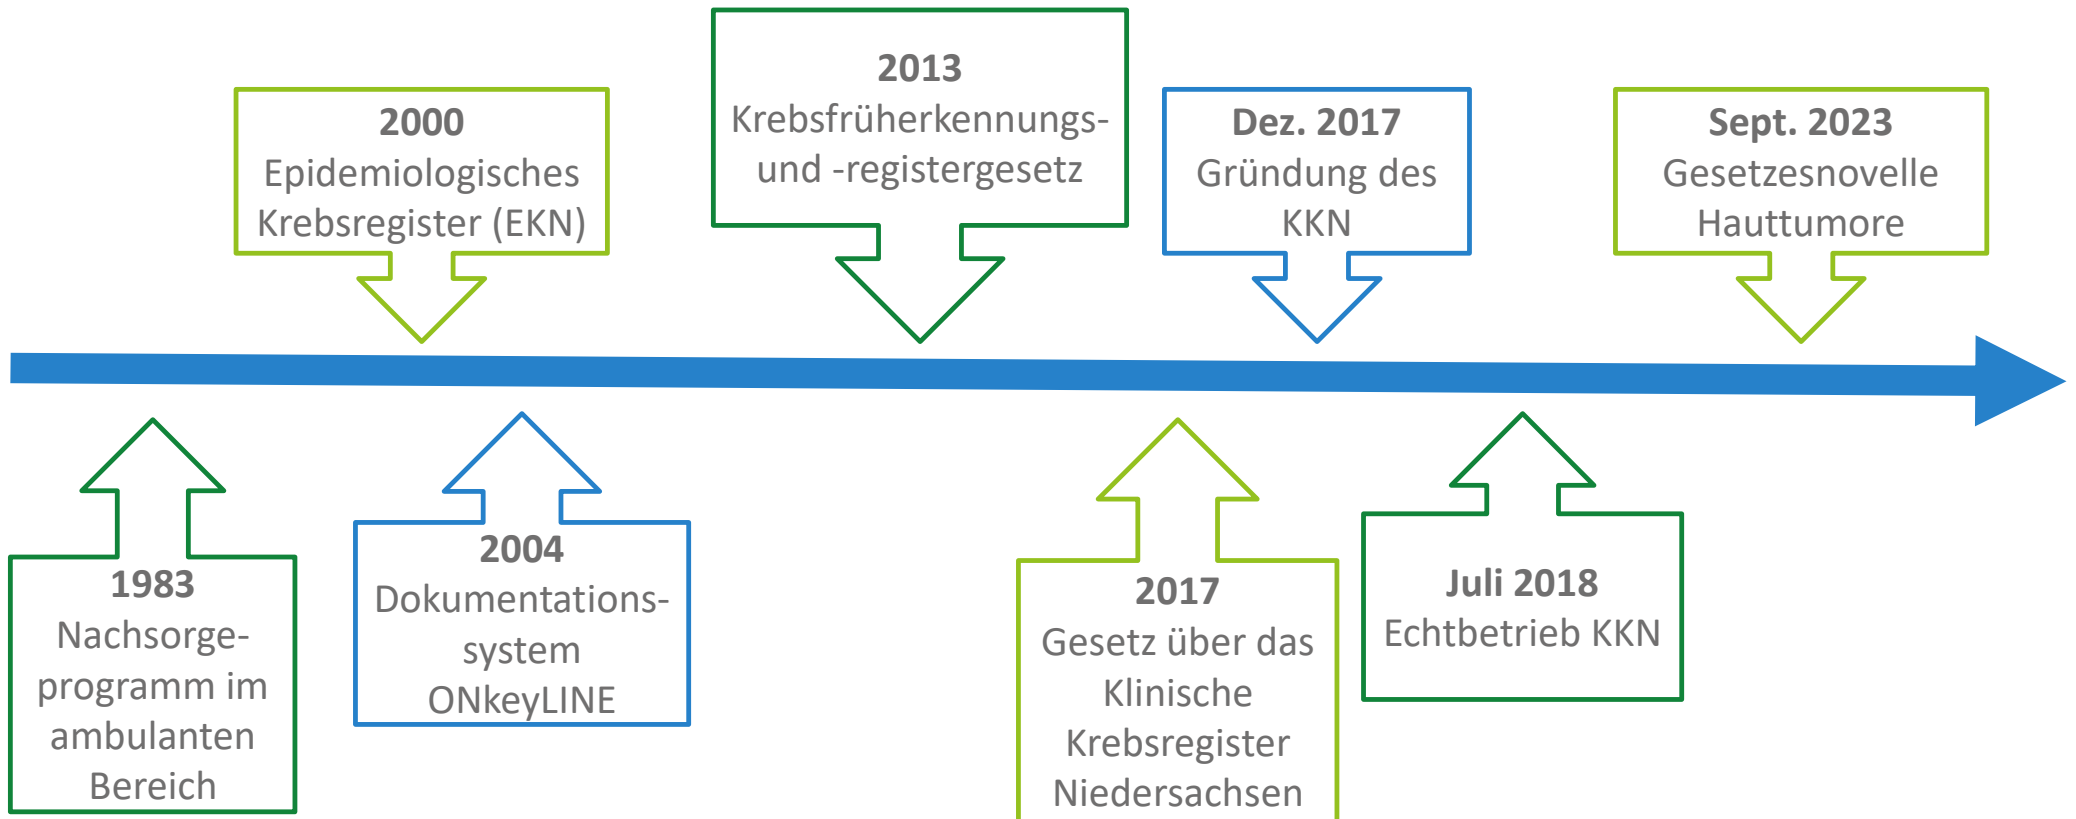 2000
Epidemiologisches
Krebsregister (EKN)
2013
Krebsfrüherkennungs-
und -registergesetz
Dez. 2017
Gründung des
KKN
Sept. 2023
Gesetzesnovelle
Hauttumore
1983
Nachsorge-
programm im
ambulanten
Bereich
2004
Dokumentations-
system
ONkeyLINE
2017
Gesetz über das
Klinische
Krebsregister
Niedersachsen
Juli 2018
Echtbetrieb KKN